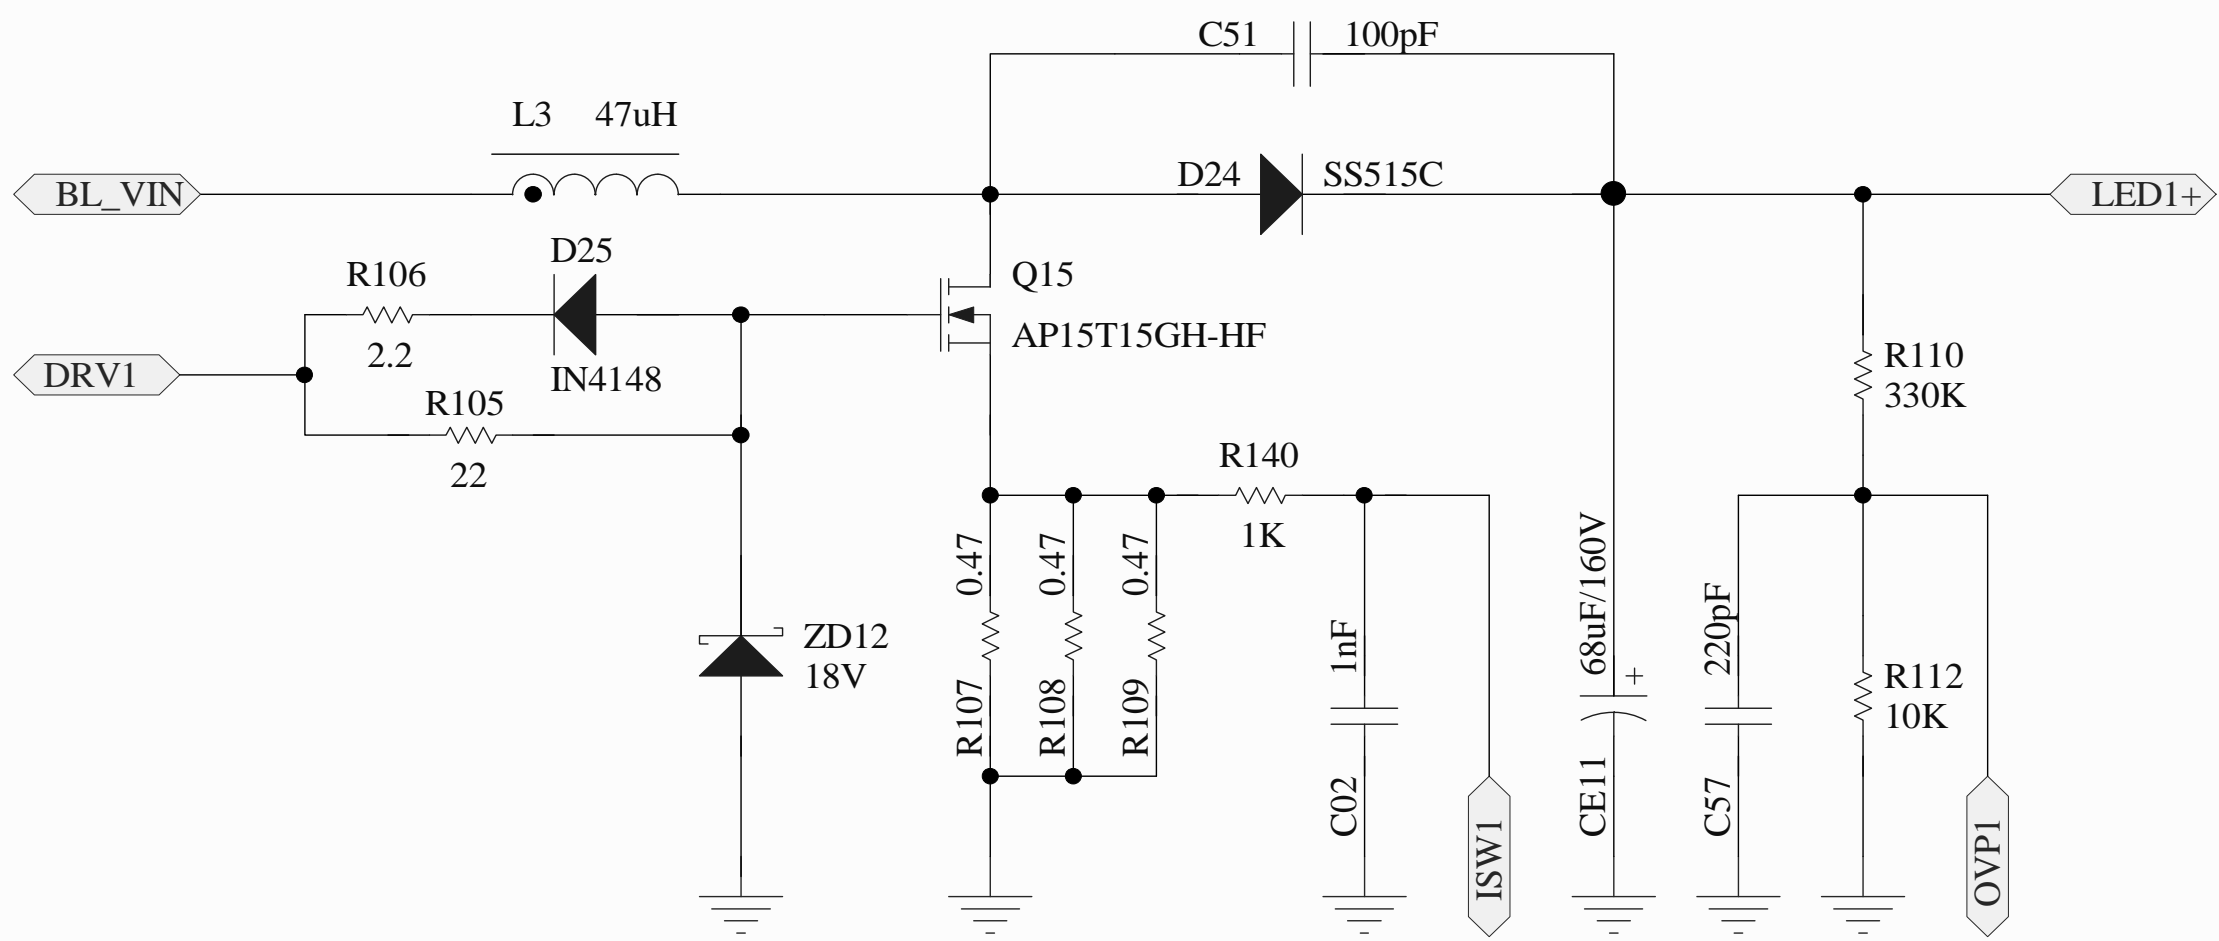 C51 100pF
L3 47uH
BL_VIN
D24 SS515C
LED1+
D25
R106
Q15
2.2
AP15T15GH-HF
DRV1
IN4148
R105
22
R110
330K
R140
1K
0.47
0.47
0.47
R107
R108
R109
ZD12
18V
1nF
C02
ISW1
68uF/160V
+
CE11
220pF
C57
R112
10K
OVP1